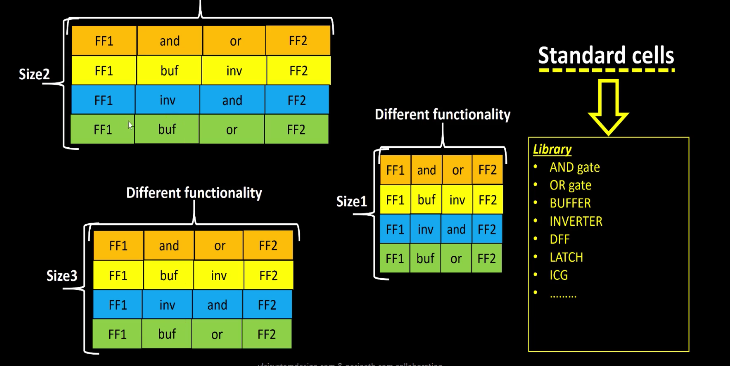 Size2
FF1 and or FF2
FF1 buf inv FF2
FF1 inv and FF2
FF1 buf or FF2
Different functionality
Size3
FF1 and or FF2
FF1 buf inv FF2
FF1 inv and FF2
FF1 buf or FF2
Different functionality
Size1
FF1 and or FF2
FF1 buf inv FF2
FF1 inv and FF2
FF1 buf or FF2
Standard cells
Library
• AND gate
• OR gate
• BUFFER
• INVERTER
• DFF
• LATCH
• ICG
• .........